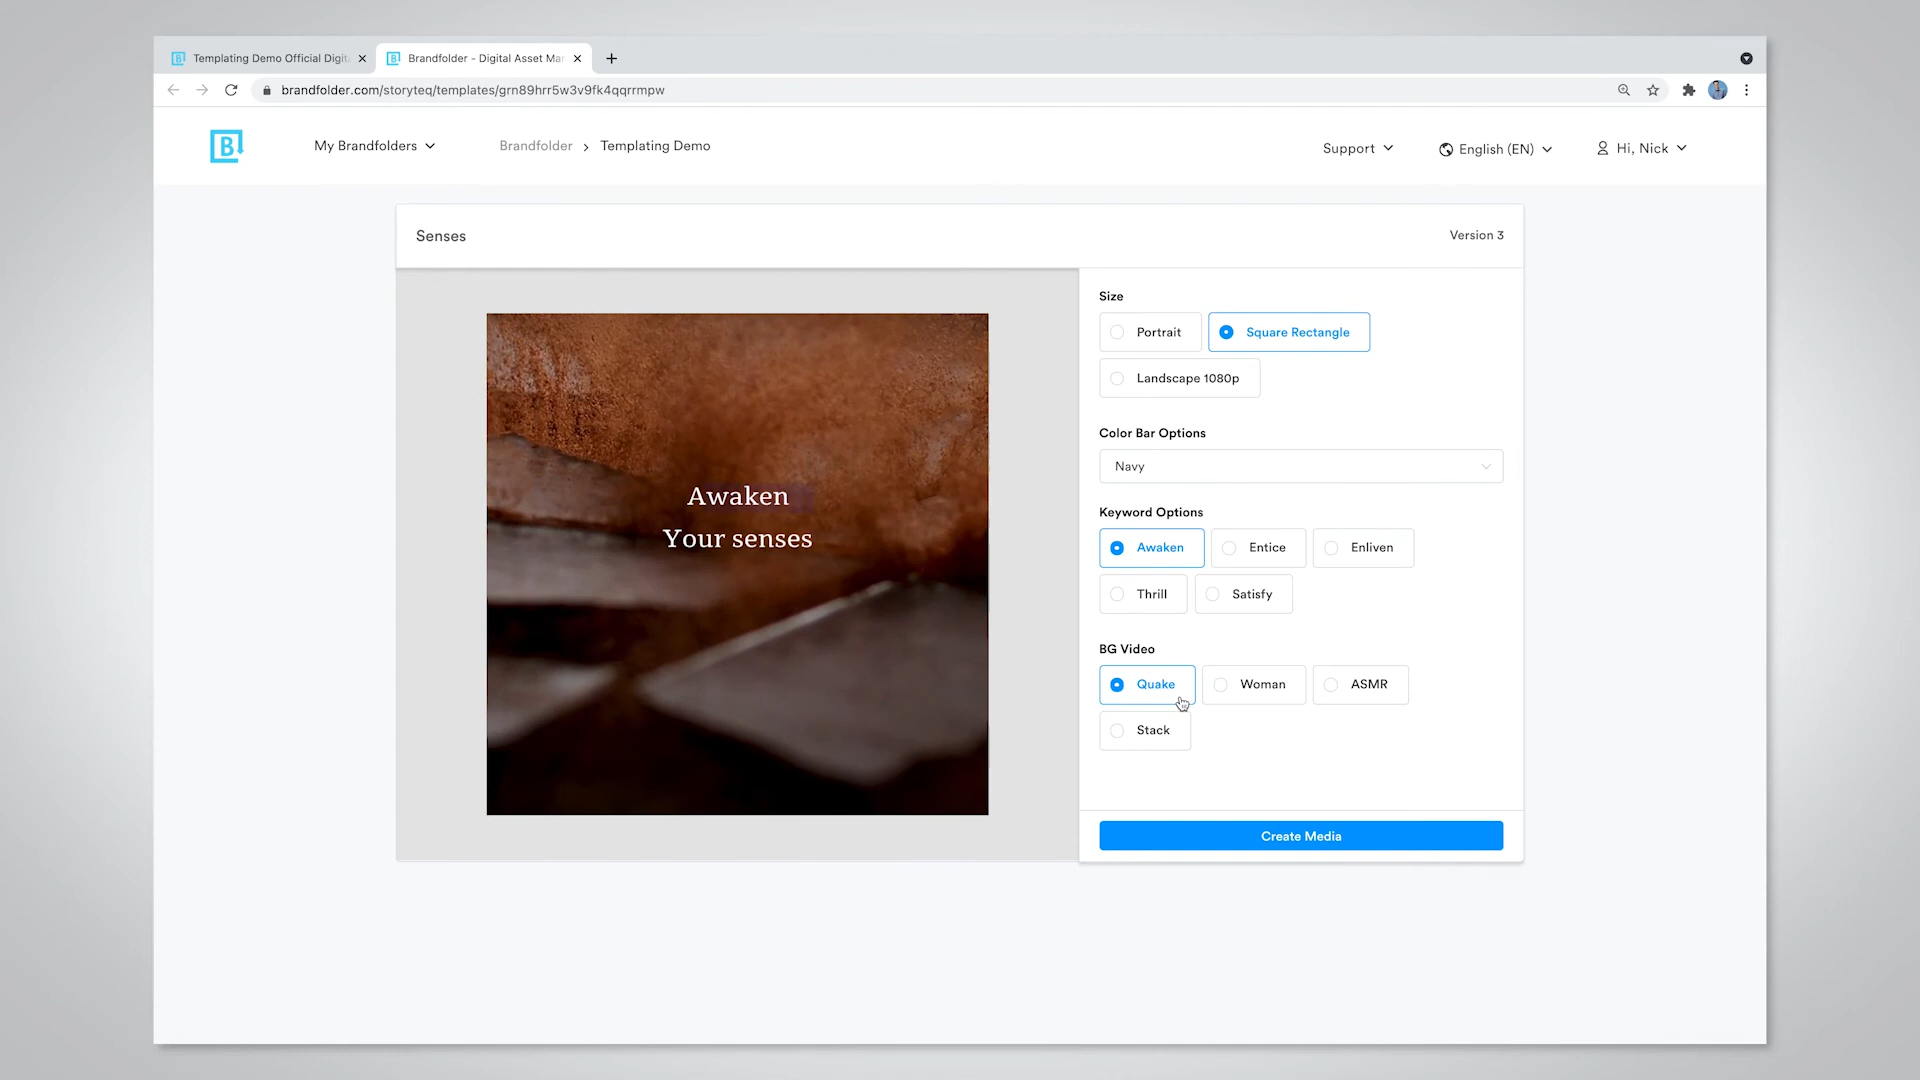 Templating Demo Official Digit
Brandfolder - Digital Asset Mar
brandfolder.com/storyteq/templates/grn89hrr5w3v9fk4qqrrmpw
B
My Brandfolders
Brandfolder > Templating Demo
Support
English (EN)
Hi, Nick
Senses
Version 3
Awaken
Your senses
Size
Portrait
Square Rectangle
Landscape 1080p
Color Bar Options
Navy
Keyword Options
Awaken
Entice
Enliven
Thrill
Satisfy
BG Video
Quake
Woman
ASMR
Stack
Create Media